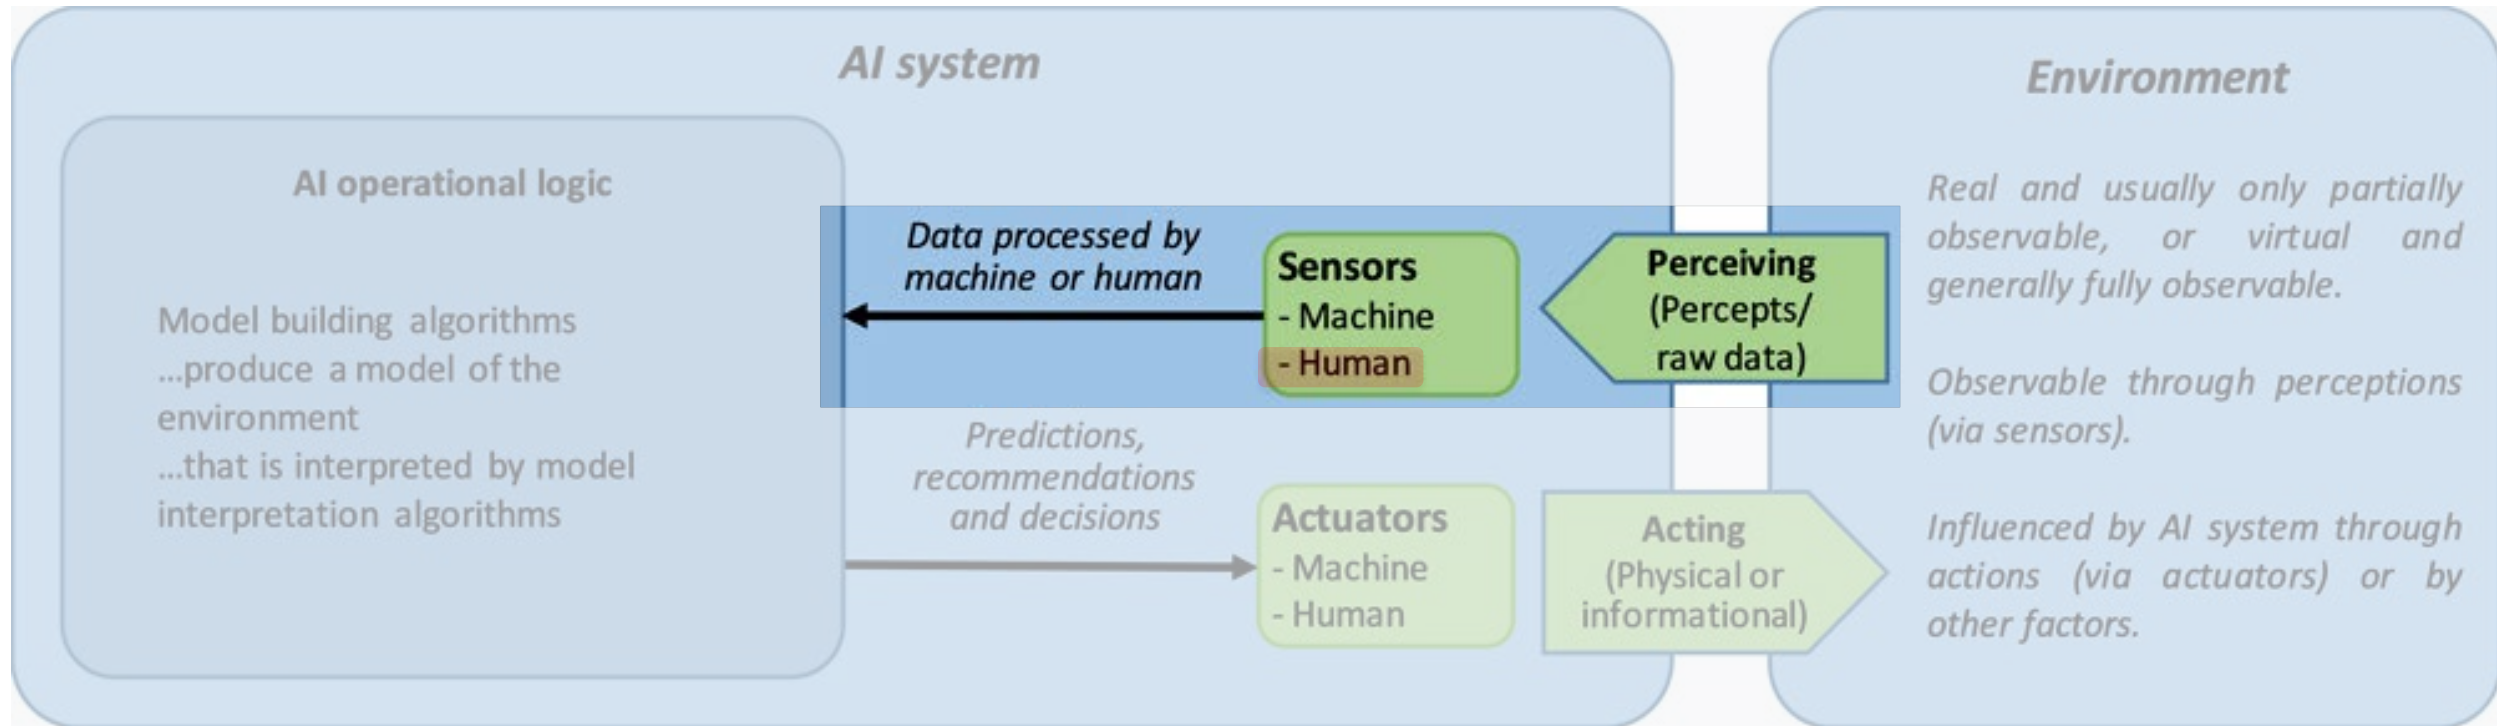 AI system
AI operational logic
Model building algorithms
...produce a model of the
environment
...that is interpreted by model
interpretation algorithms
Data processed by
machine or human
Sensors
- Machine
- Human
Perceiving
(Percepts/
raw data)
Predictions,
recommendations
and decisions
Actuators
- Machine
- Human
Acting
(Physical or
informational)
Environment
Real and usually only partially
observable, or virtual and
generally fully observable.
Observable through perceptions
(via sensors).
Influenced by AI system through
actions (via actuators) or by
other factors.